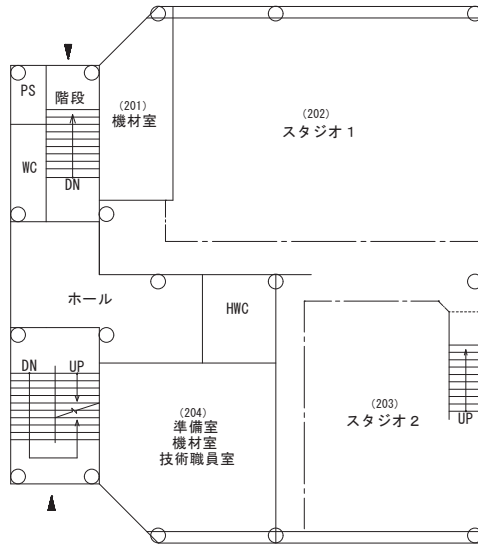 PS
階段
WC
DN
(201)
機材室
(202)
スタジオ１
ホール
HWC
DN
UP
(204)
準備室
機材室
技術職員室
(203)
スタジオ２
UP